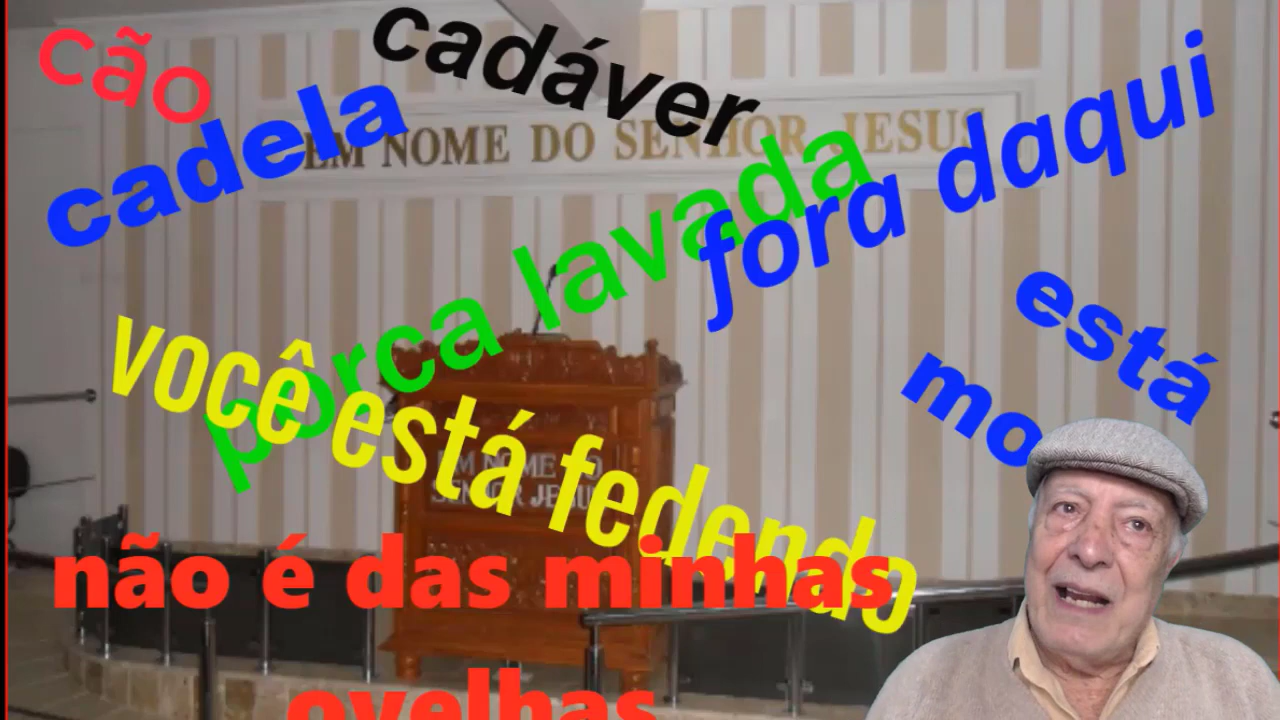 cão
cadáver
cadela
EM NOME DO SENHOR JESUS
fora daqui
porca lavada
está
você está fedendo
EM NOME DO
SENHOR JESUS
não é das minhas
ovelhas